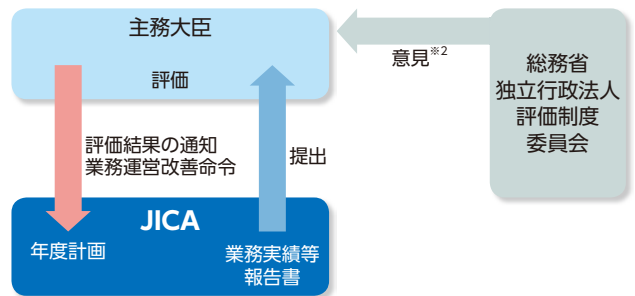 主務大臣
評価
意見※2
総務省
独立行政法人
評価制度
委員会
評価結果の通知
業務運営改善命令
提出
JICA
年度計画
業務実績等
報告書